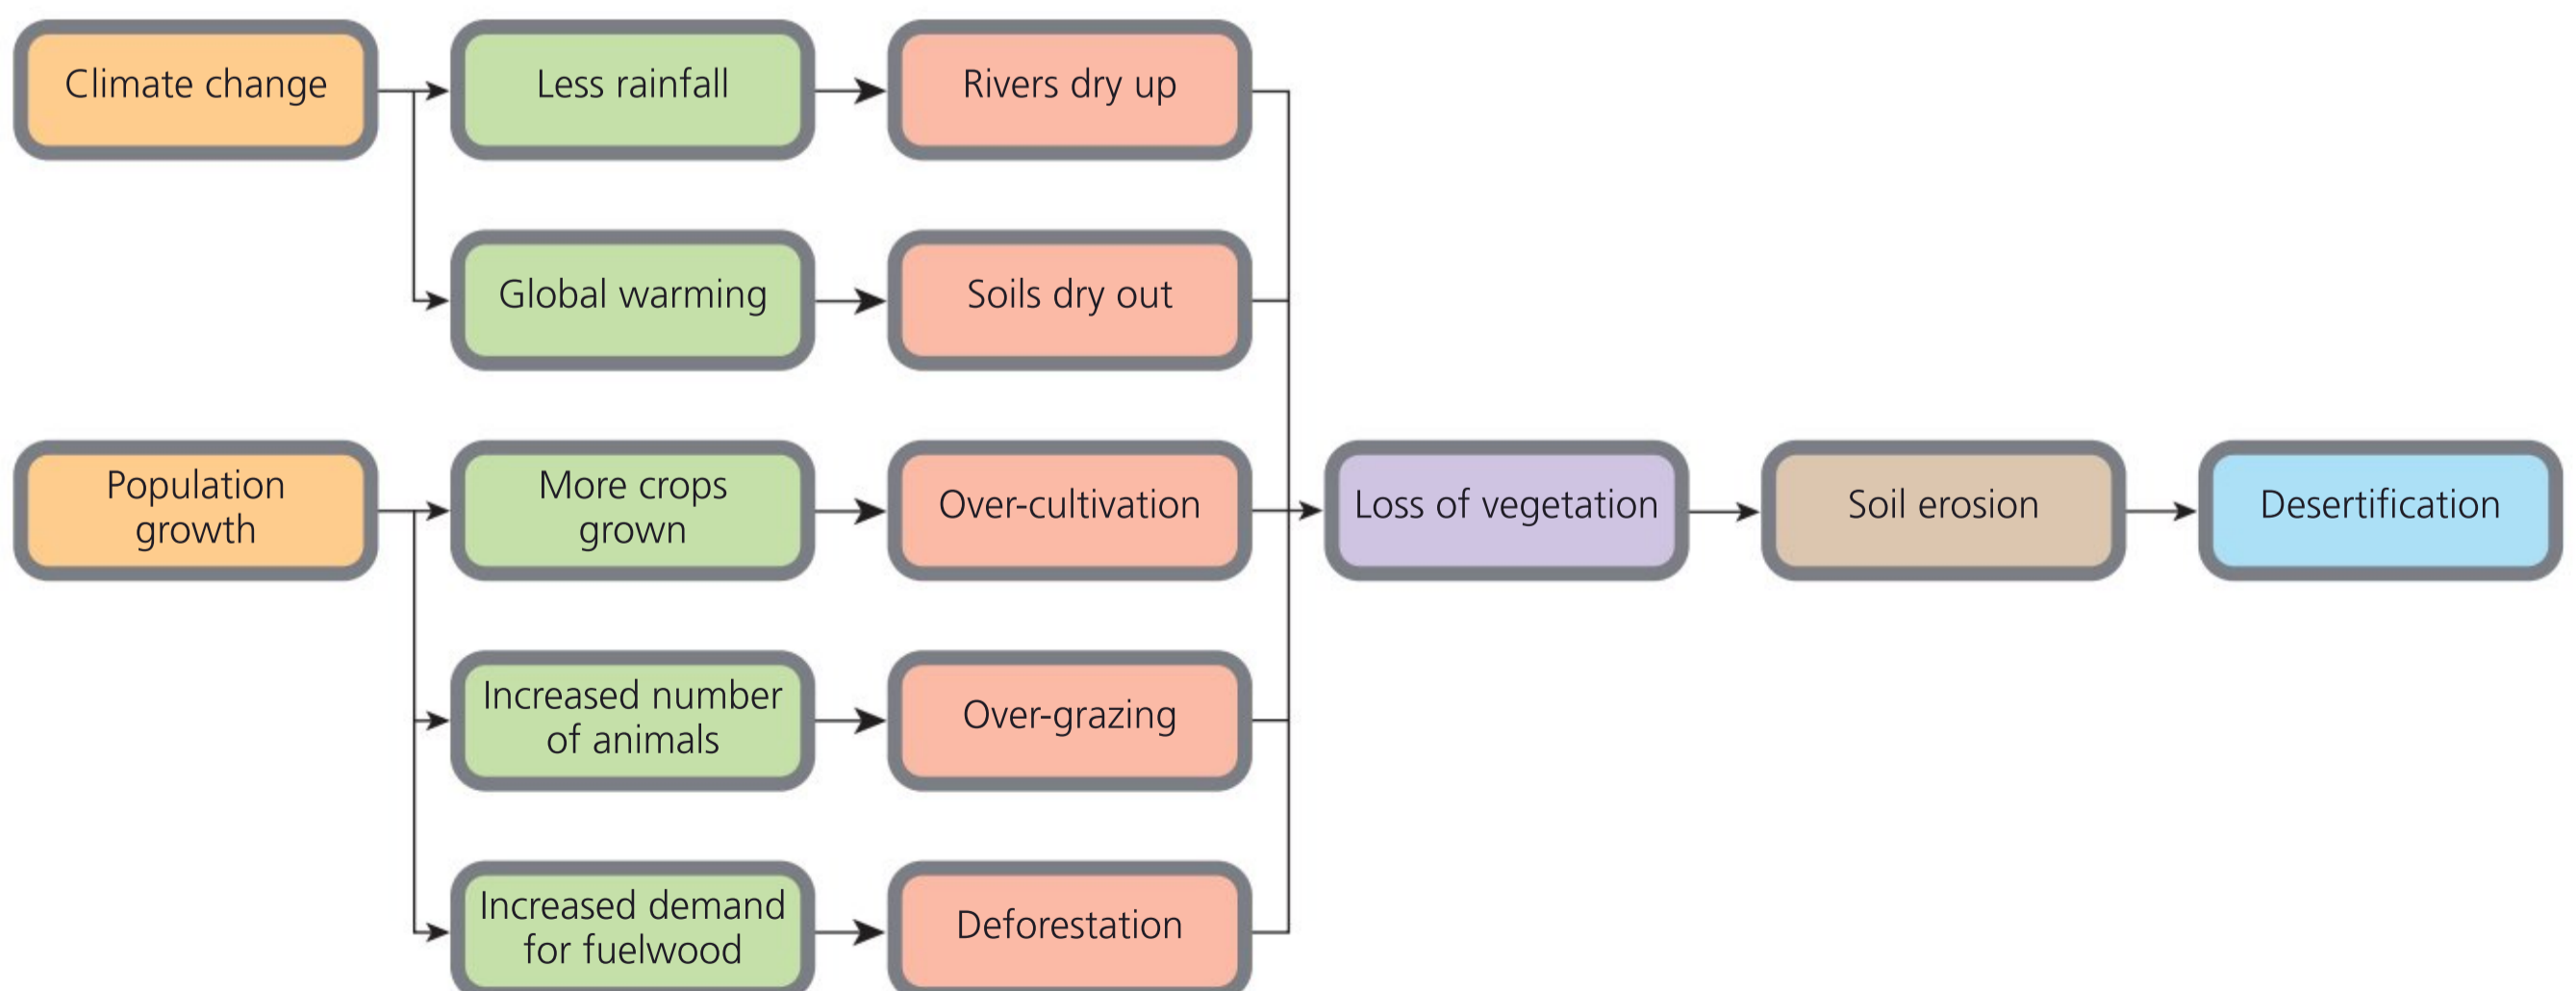 Climate change
Less rainfall
Rivers dry up
Global warming
Soils dry out
Population
growth
More crops
grown
Over-cultivation
Loss of vegetation
Soil erosion
Desertification
Increased number
of animals
Over-grazing
Increased demand
for fuelwood
Deforestation